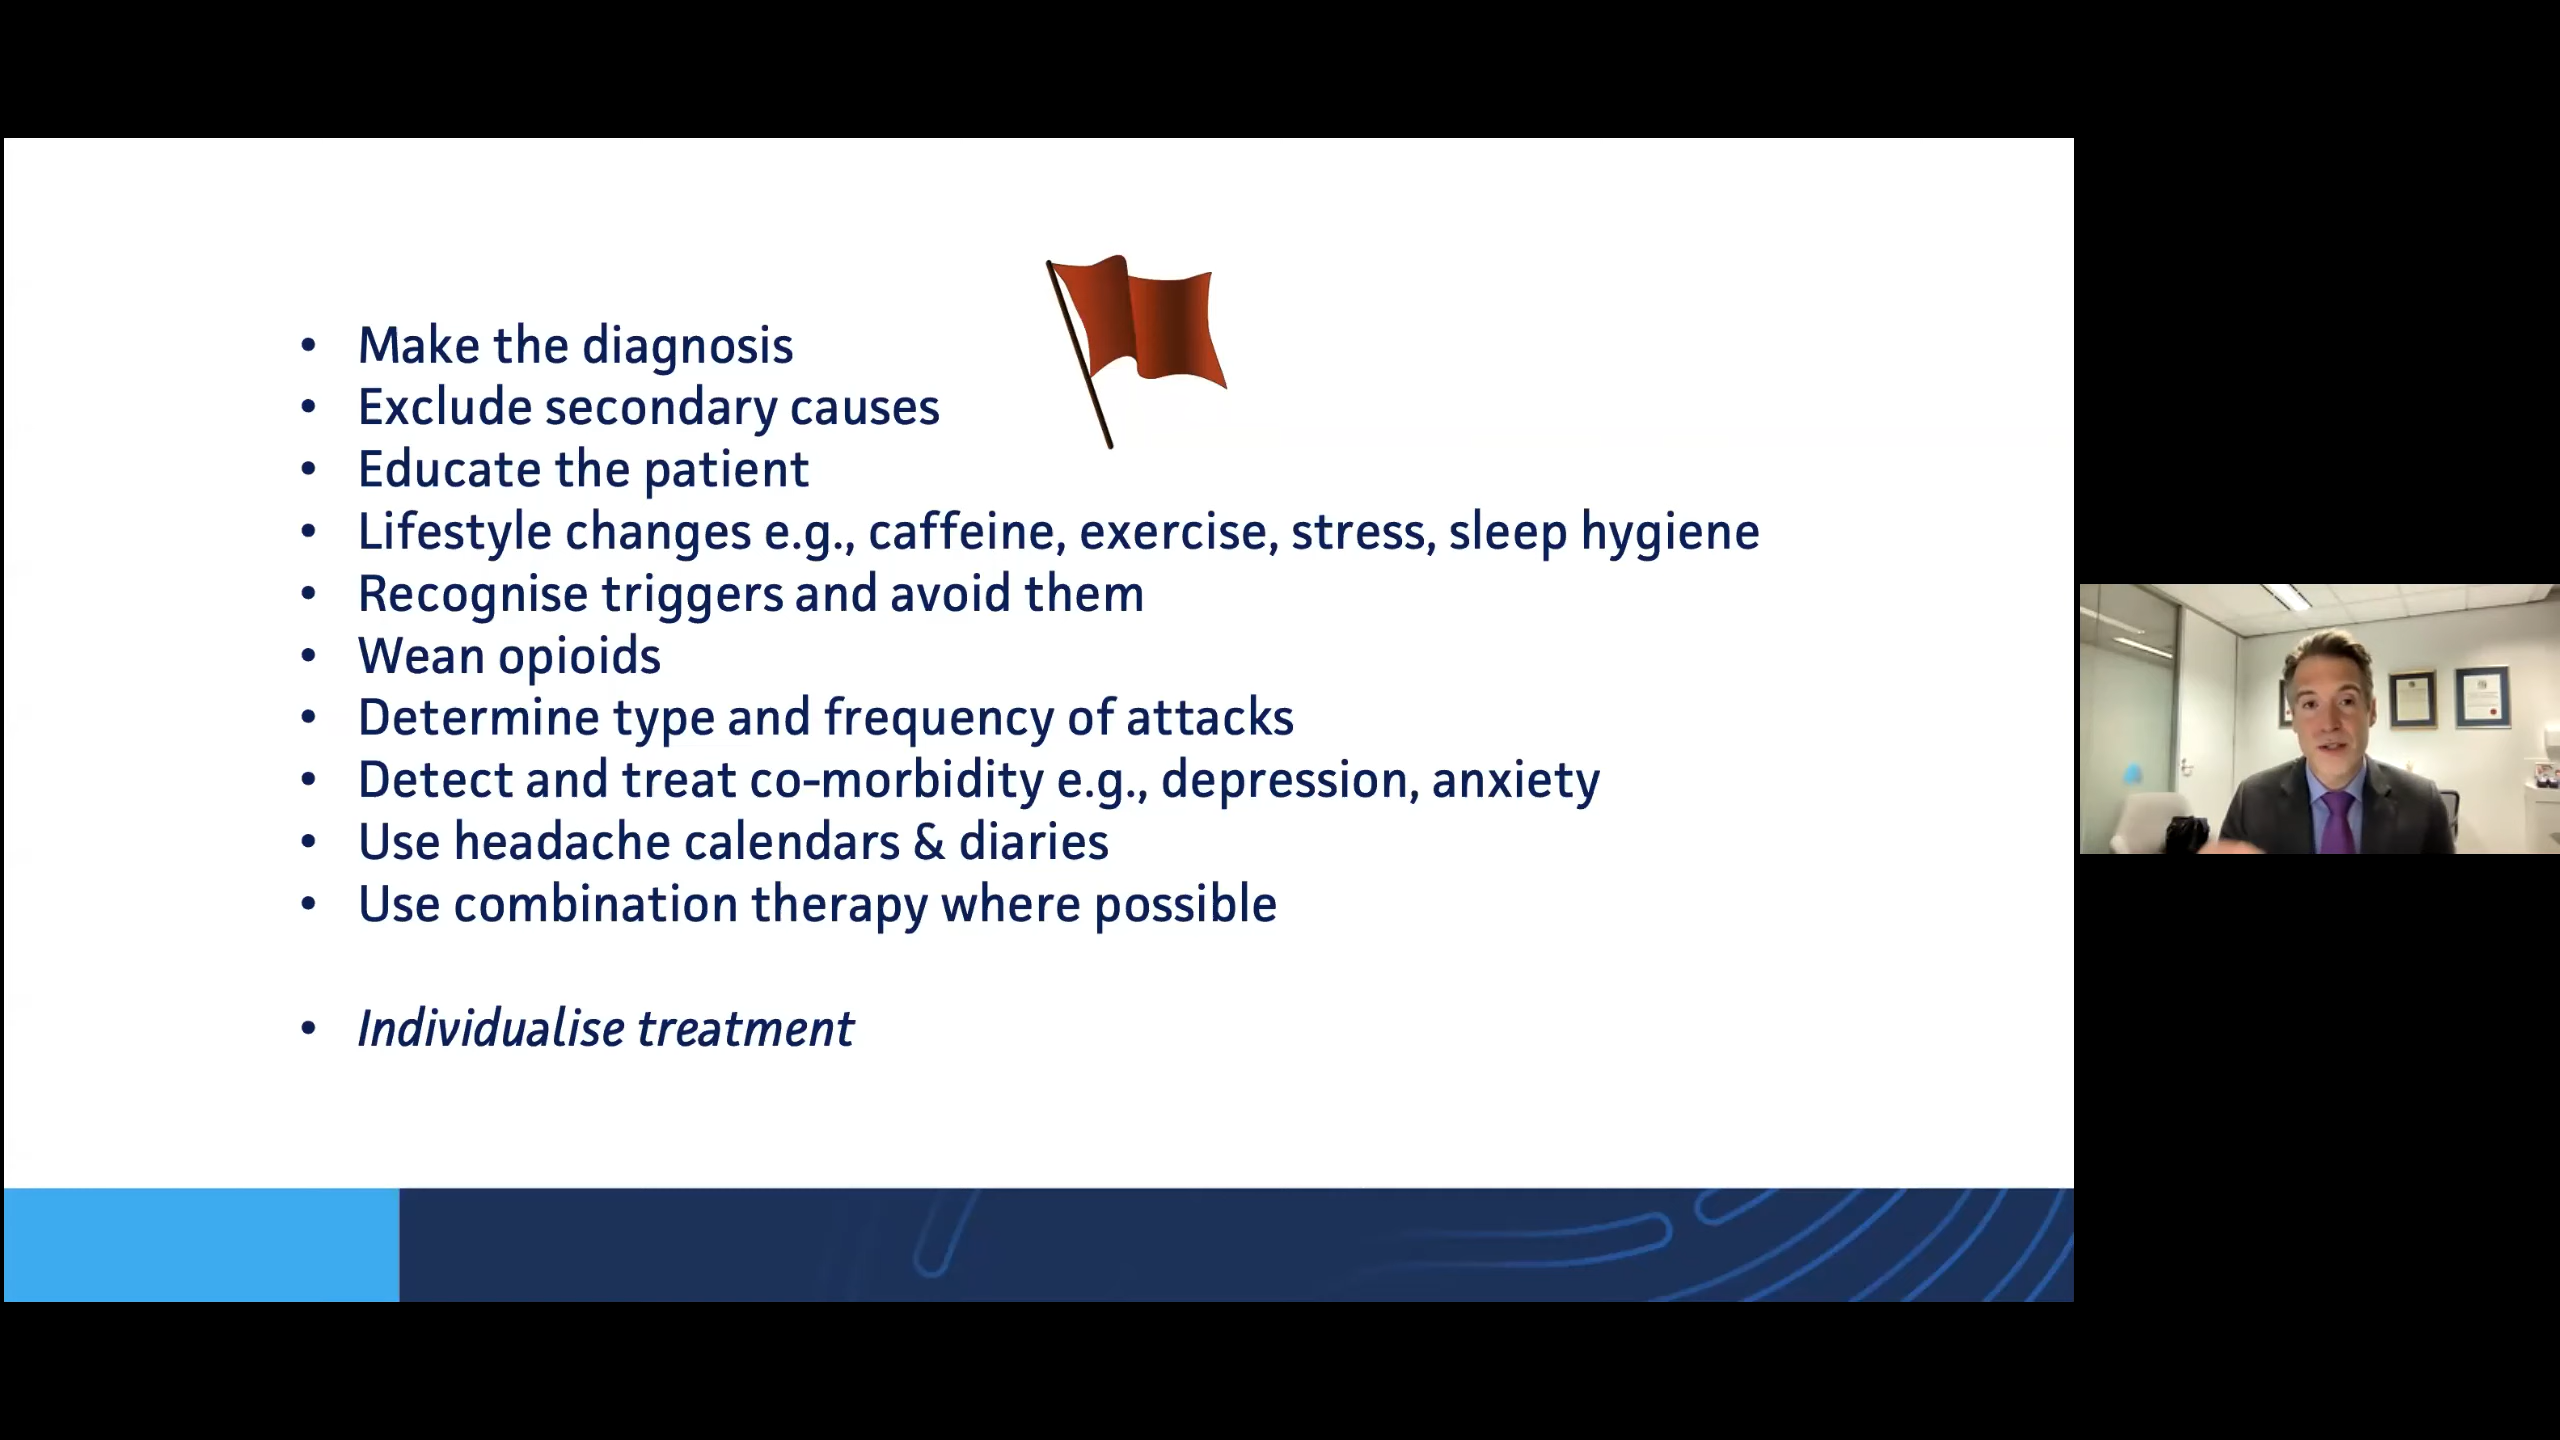 • Make the diagnosis
• Exclude secondary causes
• Educate the patient
• Lifestyle changes e.g., caffeine, exercise, stress, sleep hygiene
• Recognise triggers and avoid them
• Wean opioids
• Determine type and frequency of attacks
• Detect and treat co-morbidity e.g., depression, anxiety
• Use headache calendars & diaries
• Use combination therapy where possible
• Individualise treatment